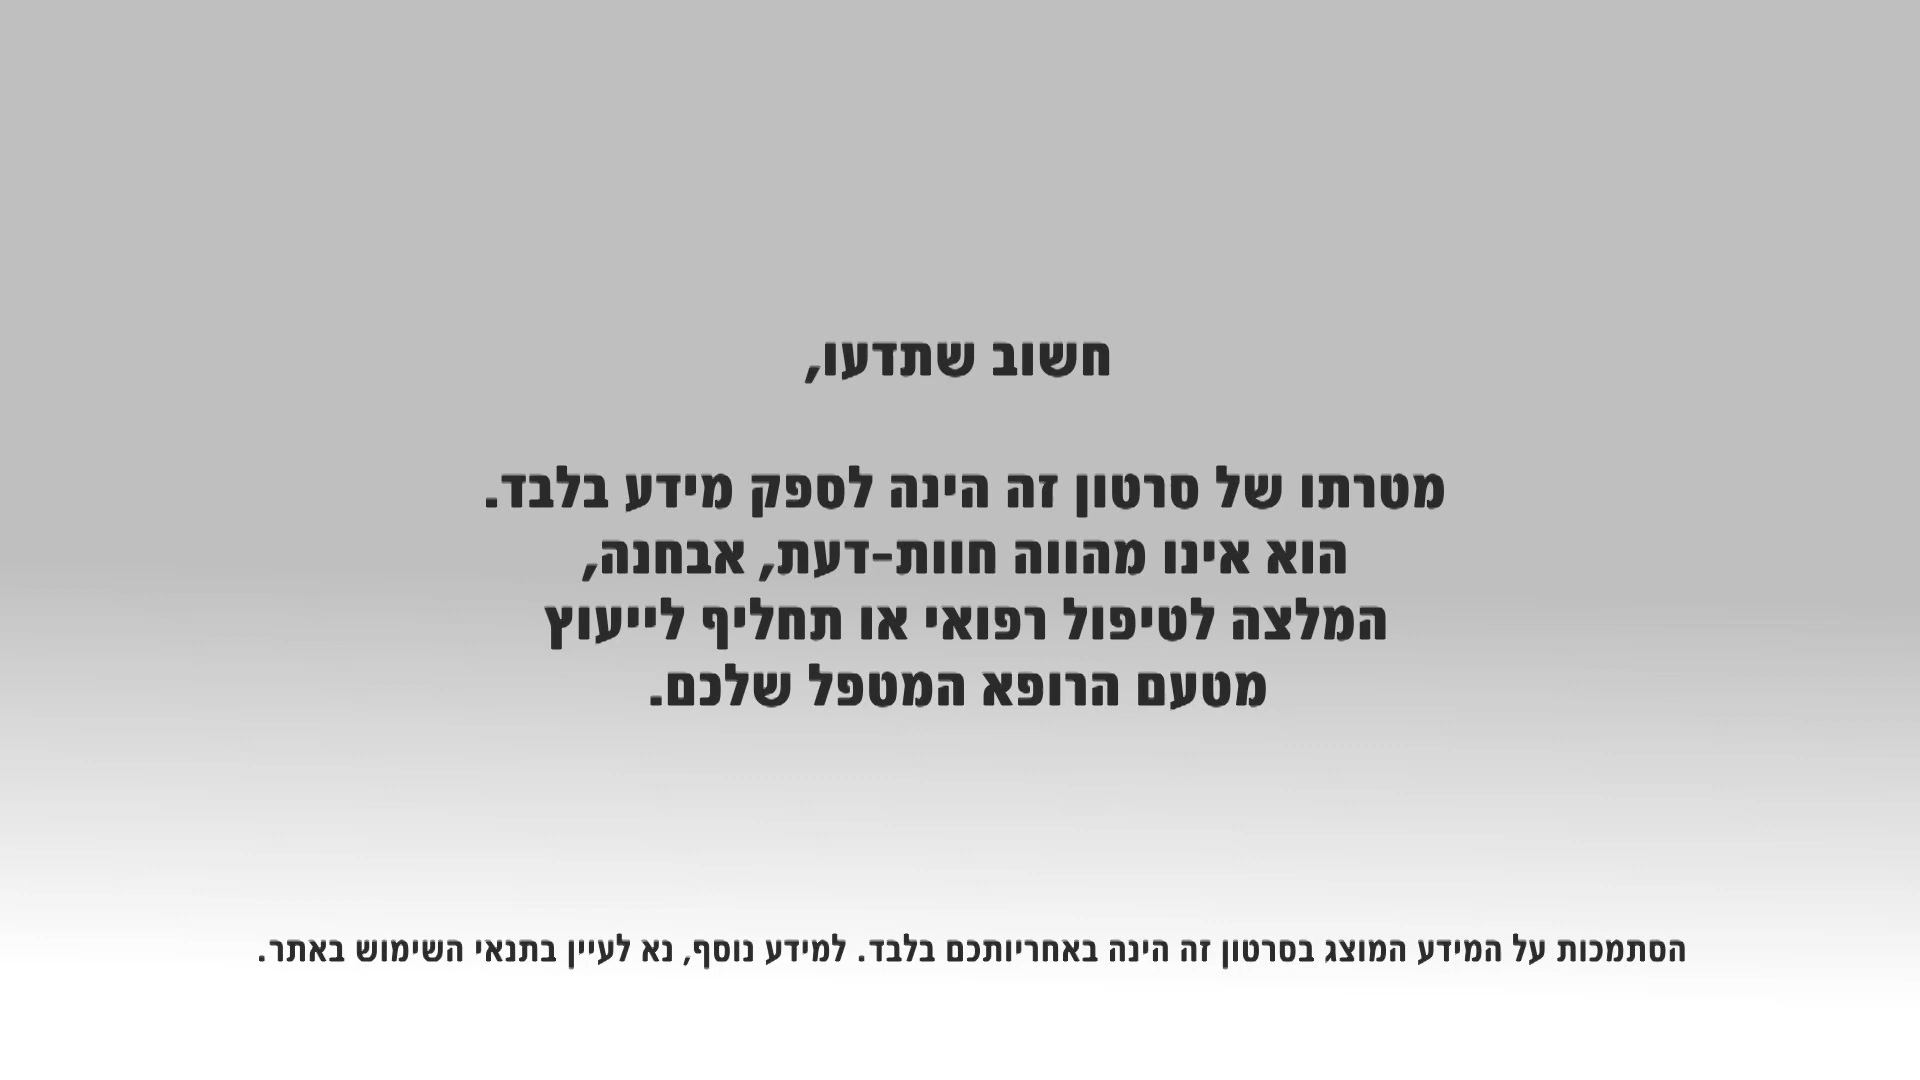 חשוב שתדעו,
מטרתו של סרטון זה הינה לספק מידע בלבד.
הוא אינו מהווה חוות-דעת, אבחנה,
המלצה לטיפול רפואי או תחליף לייעוץ
מטעם הרופא המטפל שלכם.
הסתמכות על המידע המוצג בסרטון זה הינה באחריותכם בלבד. למידע נוסף, נא לעיין בתנאי השימוש באתר.